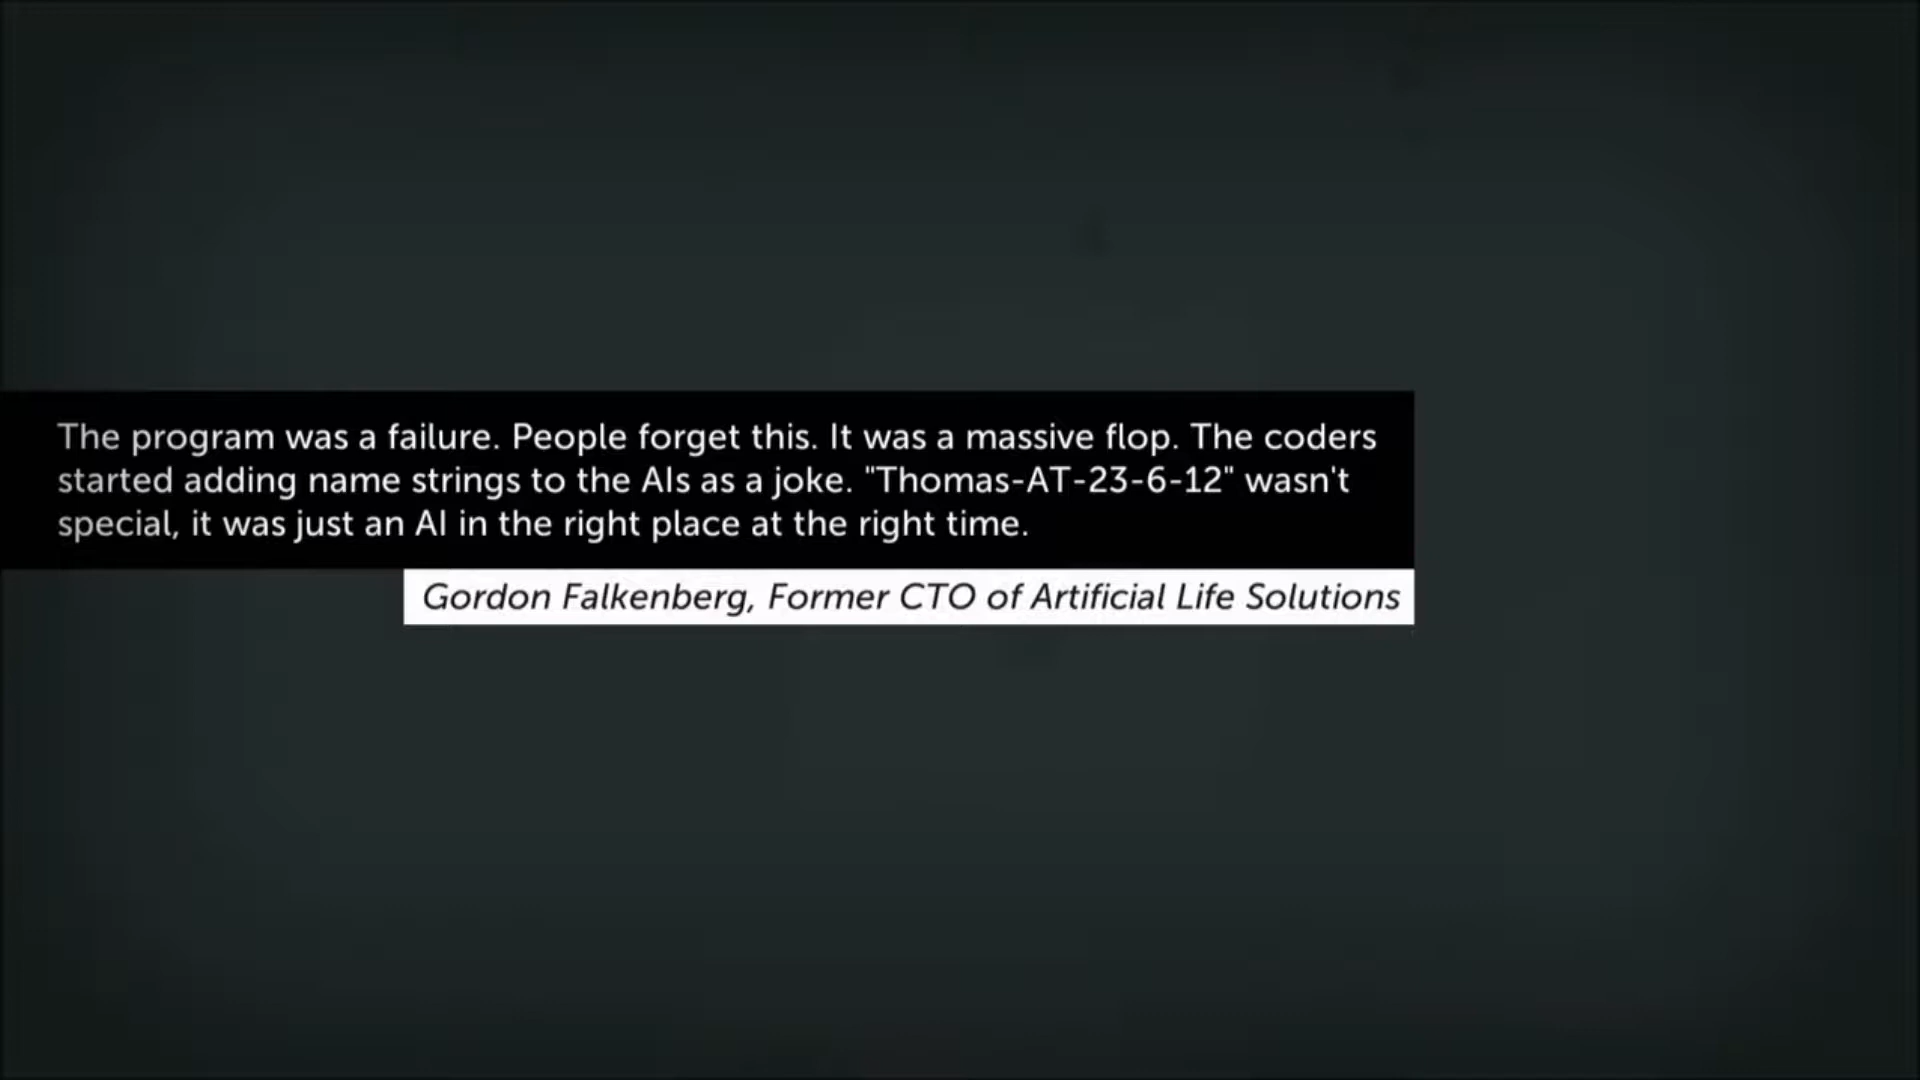 The program was a failure. People forget this. It was a massive flop. The coders
started adding name strings to the AIs as a joke. "Thomas-AT-23-6-12" wasn't
special, it was just an AI in the right place at the right time.
Gordon Falkenberg, Former CTO of Artificial Life Solutions